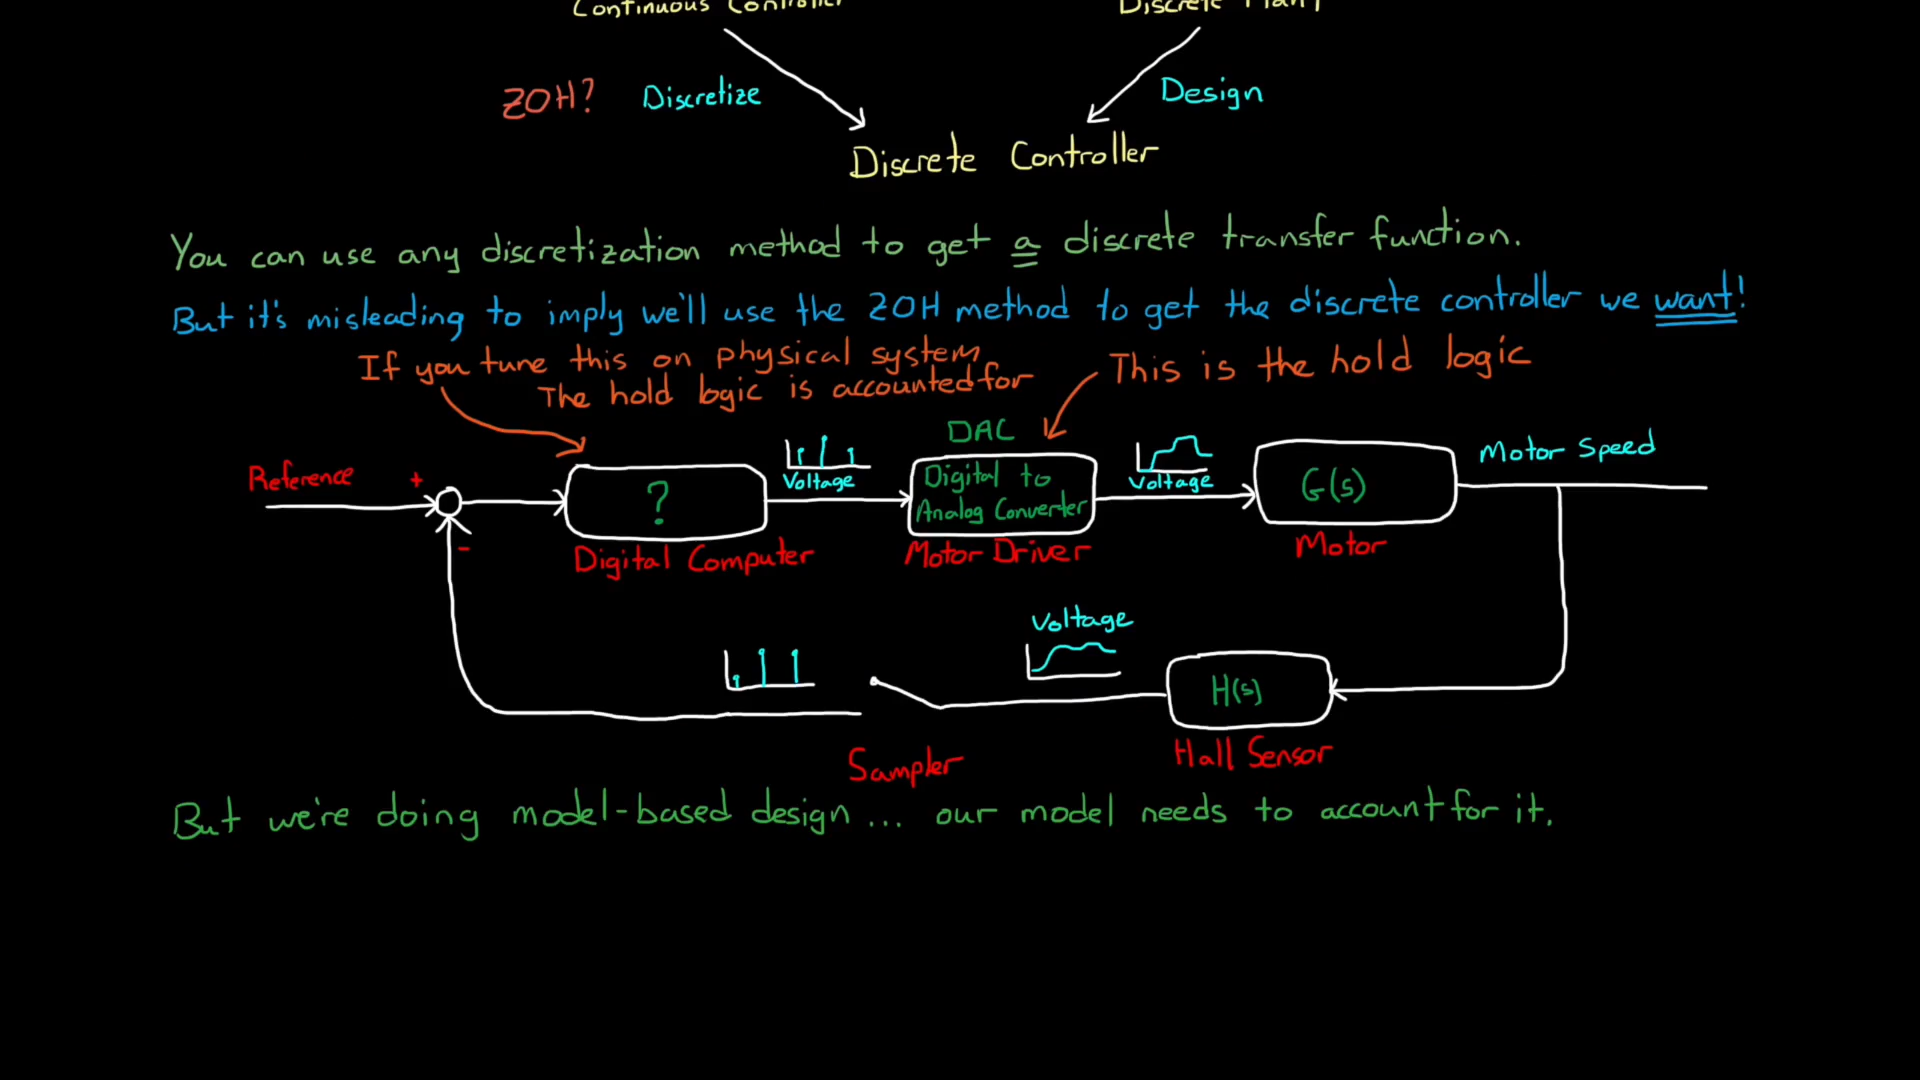 Continuous Controller
Discrete Plant
ZOH?
Discretize
Design
Discrete Controller
You can use any discretization method to get a discrete transfer function.
But it's misleading to imply we'll use the ZOH method to get the discrete controller we want!
If you tune this on physical system
The hold logic is accounted for
This is the hold logic
DAC
Reference
+
-
?
Digital Computer
Voltage
Digital to
Analog Converter
Motor Driver
Voltage
G(s)
Motor
Motor Speed
Voltage
H(s)
Hall Sensor
Sampler
But we're doing model-based design... our model needs to account for it.